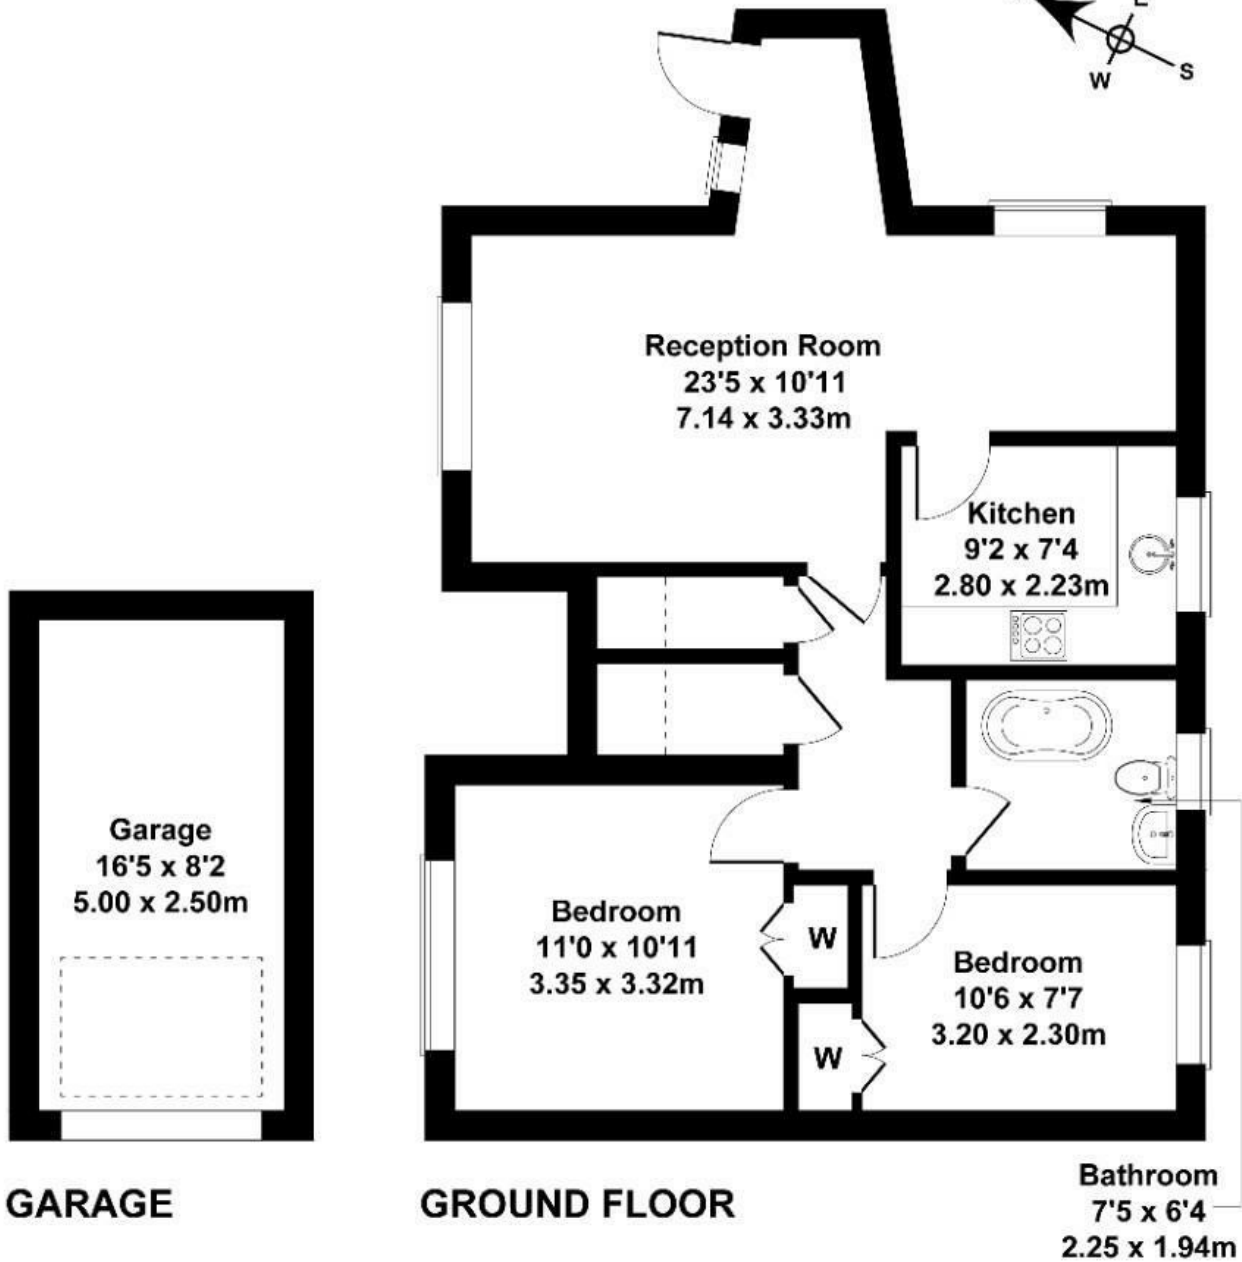 E
W
S
Reception Room
23'5 x 10'11
7.14 x 3.33m
Kitchen
9'2 x 7'4
2.80 x 2.23m
Garage
16'5 x 8'2
5.00 x 2.50m
Bedroom
11'0 x 10'11
3.35 x 3.32m
W
W
Bedroom
10'6 x 7'7
3.20 x 2.30m
Bathroom
7'5 x 6'4
2.25 x 1.94m
GARAGE
GROUND FLOOR